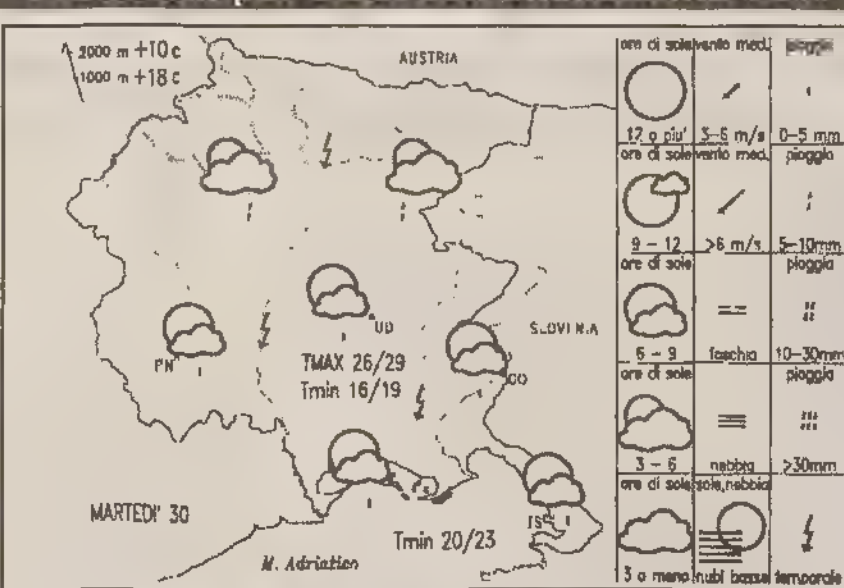 2000 m +10 c
1000 m +18 c
AUSTRIA
UD
SLOVENIA
PN
TMAX 26/29
Tmin 16/19
GO
MARTEDI' 30
Tmin 20/23
TS
M. Adriatico
ore di sole vento med. pioggia
12 o piu' 3-6 m/s 0-5 mm
ore di sole vento med. pioggia
9 - 12 >6 m/s 5-10mm
ore di sole pioggia
6 - 9 foschia 10-30mm
ore di sole pioggia
3 - 6 nebbia >30mm
ore di sole sole,nebbia
3 o meno nubi basse temporale